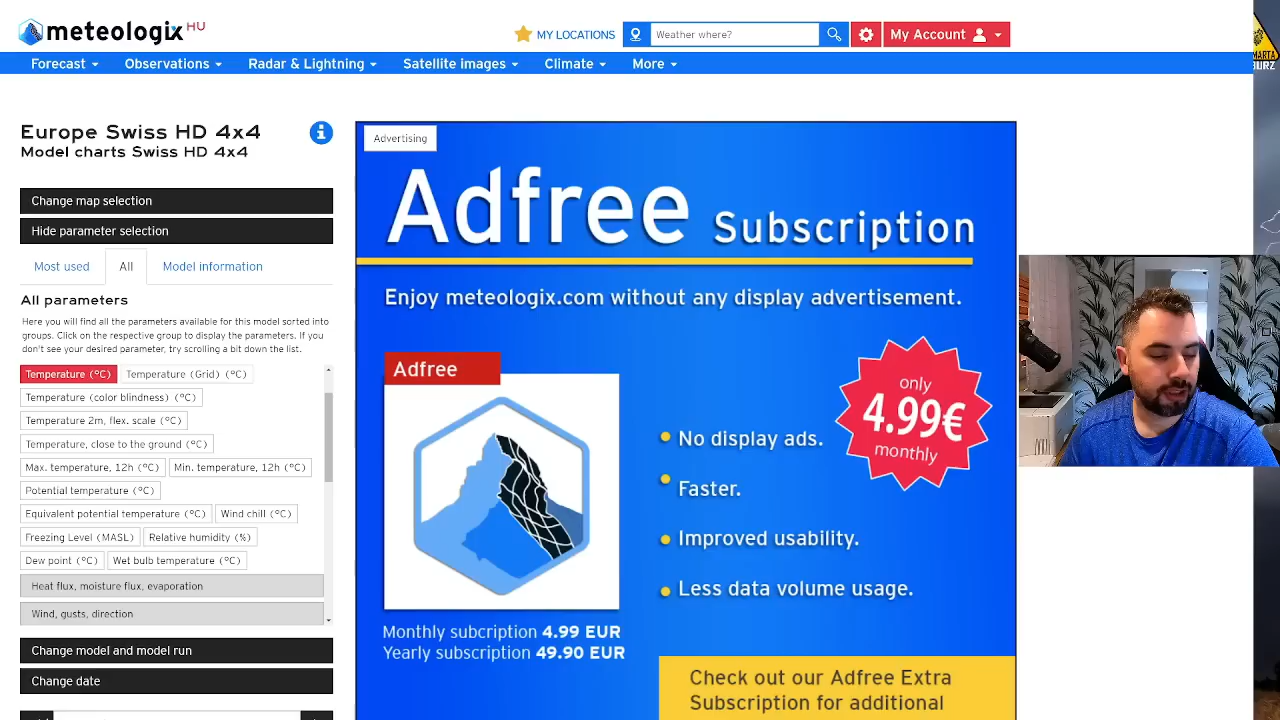 meteologix HU
MY LOCATIONS
Weather where?
My Account
Forecast
Observations
Radar & Lightning
Satellite images
Climate
More
Europe Swiss HD 4x4
Model charts Swiss HD 4x4
Change map selection
Hide parameter selection
Most used
All
Model information
All parameters
Here you will find all the parameters available for this model sorted into
groups. Click on the respective group to display the parameters. If you
don't see your desired parameter, try scrolling a bit down the list.
Temperature (°C)
Temperature (Grid) (°C)
Temperature (color blindness) (°C)
Temperature 2m, flex. scale (°C)
Temperature, close to the ground (°C)
Max. temperature, 12h (°C)
Min. temperature, 12h (°C)
Potential temperature (°C)
Equivalent potential temperature (°C)
Wind chill (°C)
Freezing Level (MASL)
Relative humidity (%)
Dew point (°C)
Wet bulb temperature (°C)
Heat flux, moisture flux, evaporation
Wind, gusts, direction
Change model and model run
Change date
Advertising
Adfree Subscription
Enjoy meteologix.com without any display advertisement.
Adfree
only
4.99€
monthly
No display ads.
Faster.
Improved usability.
Less data volume usage.
Monthly subcription 4.99 EUR
Yearly subscription 49.90 EUR
Check out our Adfree Extra
Subscription for additional